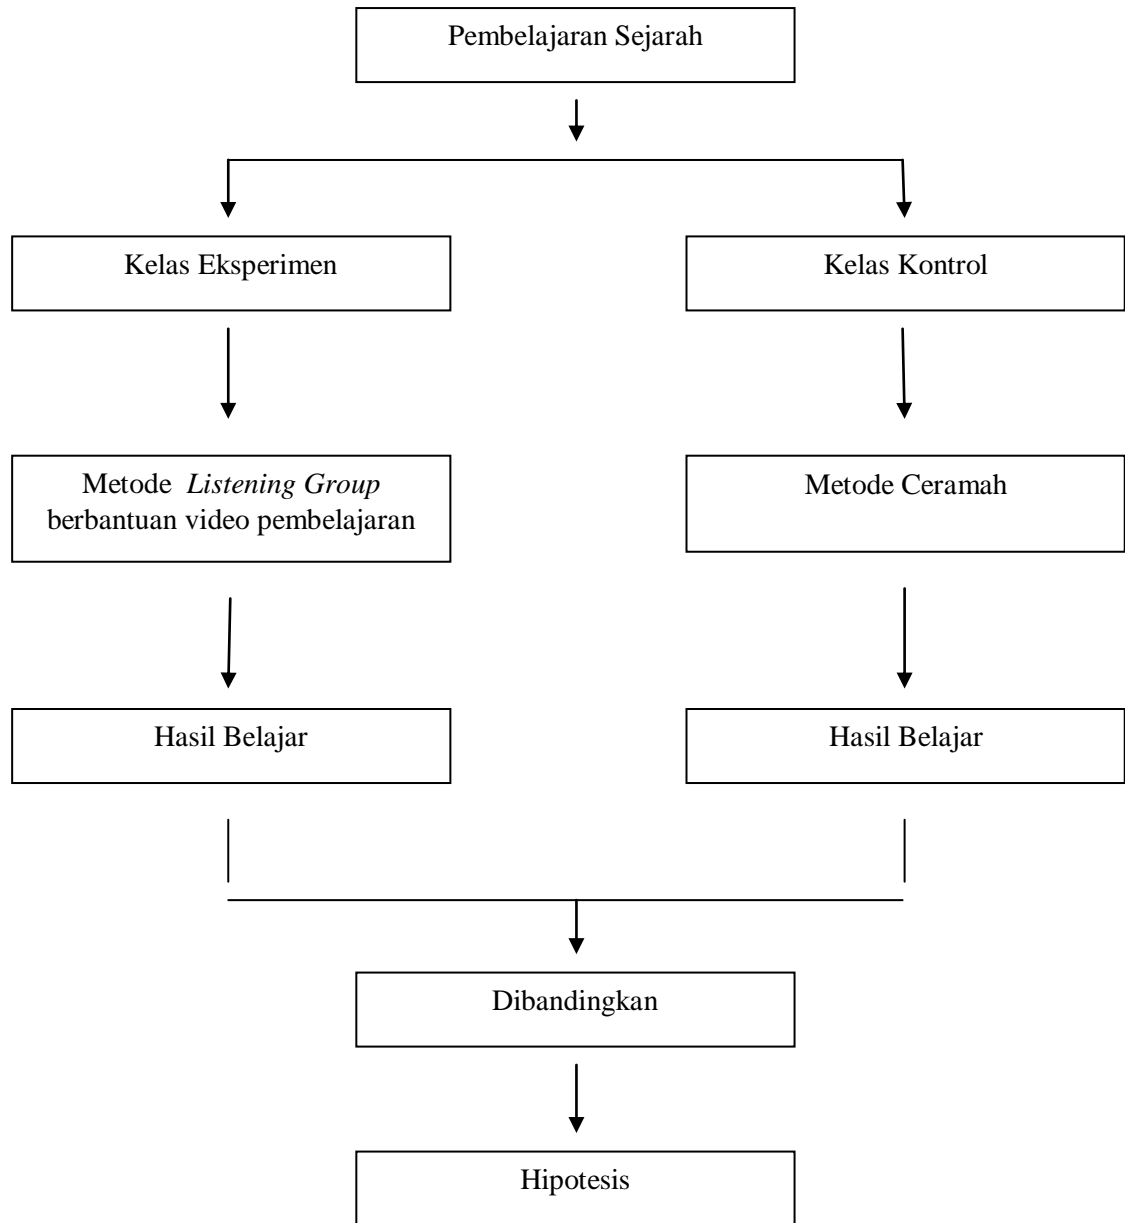 Pembelajaran Sejarah
Kelas Eksperimen
Kelas Kontrol
Metode Listening Group
berbantuan video pembelajaran
Metode Ceramah
Hasil Belajar
Hasil Belajar
Dibandingkan
Hipotesis